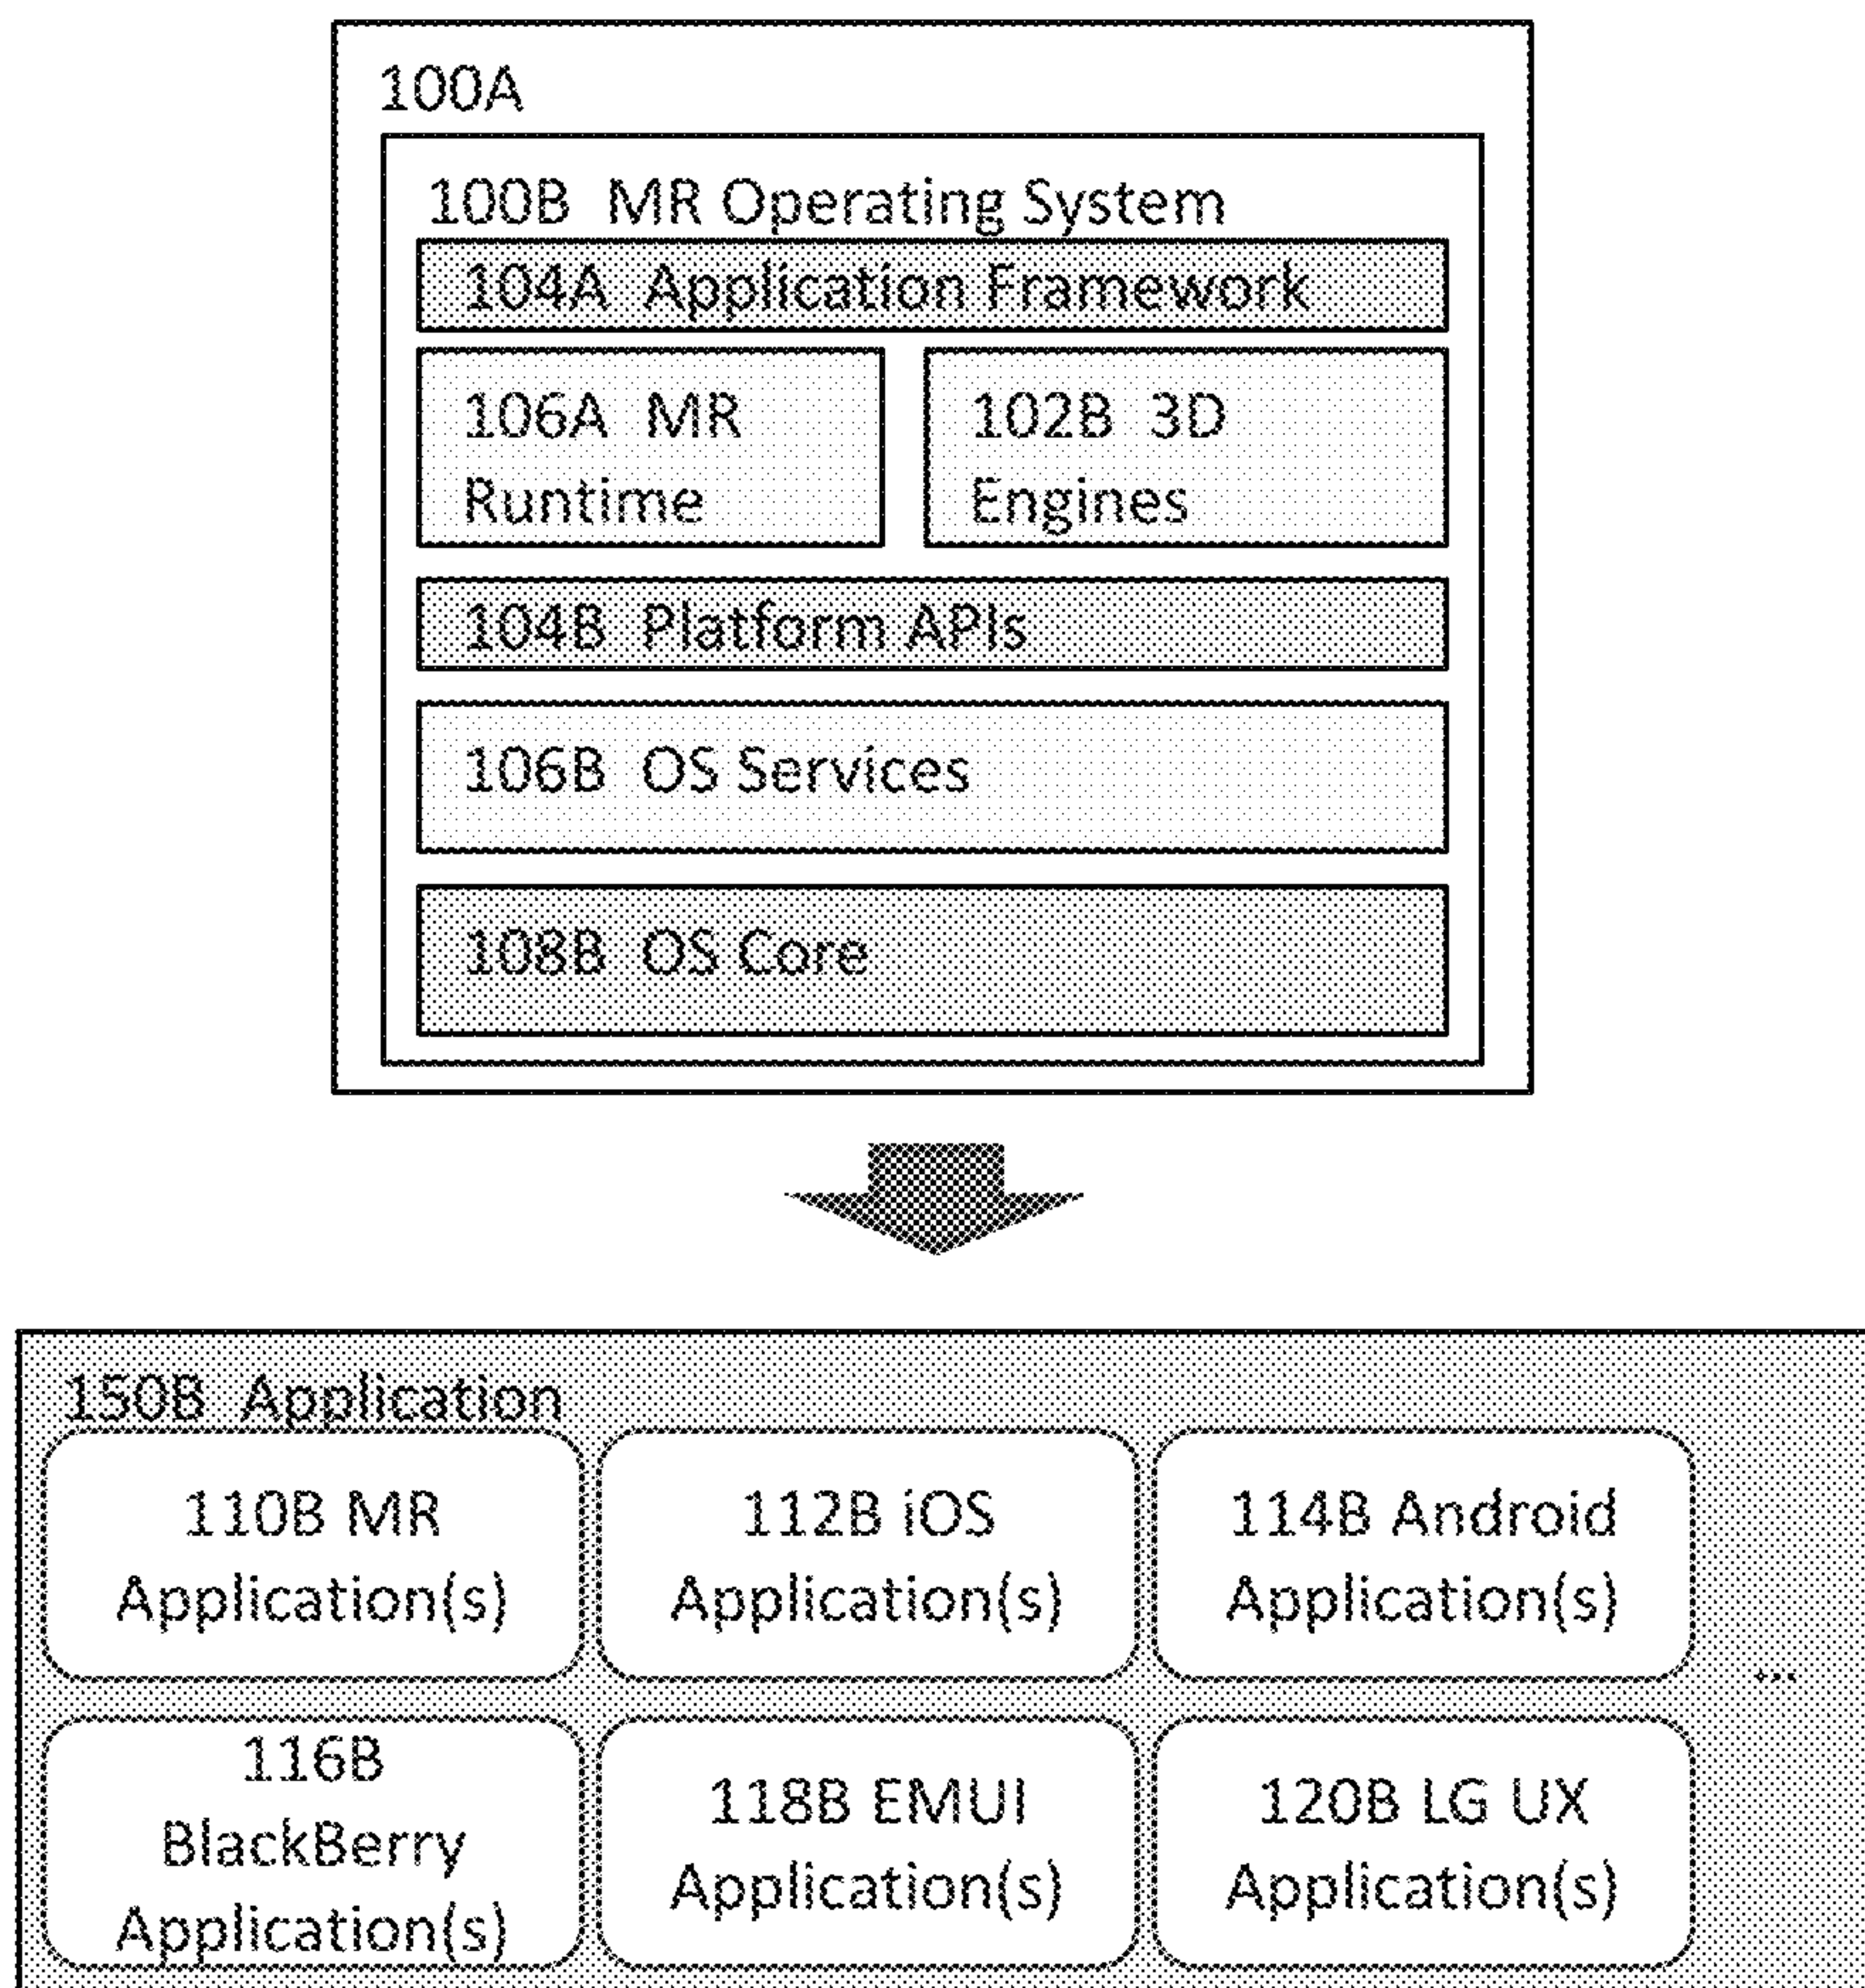 100A
100B MR Operating System
104A Application Framework
106A MR
Runtime
102B 3D
Engines
104B Platform APIs
106B OS Services
108B OS Core
150B Application
110B MR
Application(s)
112B iOS
Application(s)
114B Android
Application(s)
...
116B
BlackBerry
Application(s)
118B EMUI
Application(s)
120B LG UX
Application(s)